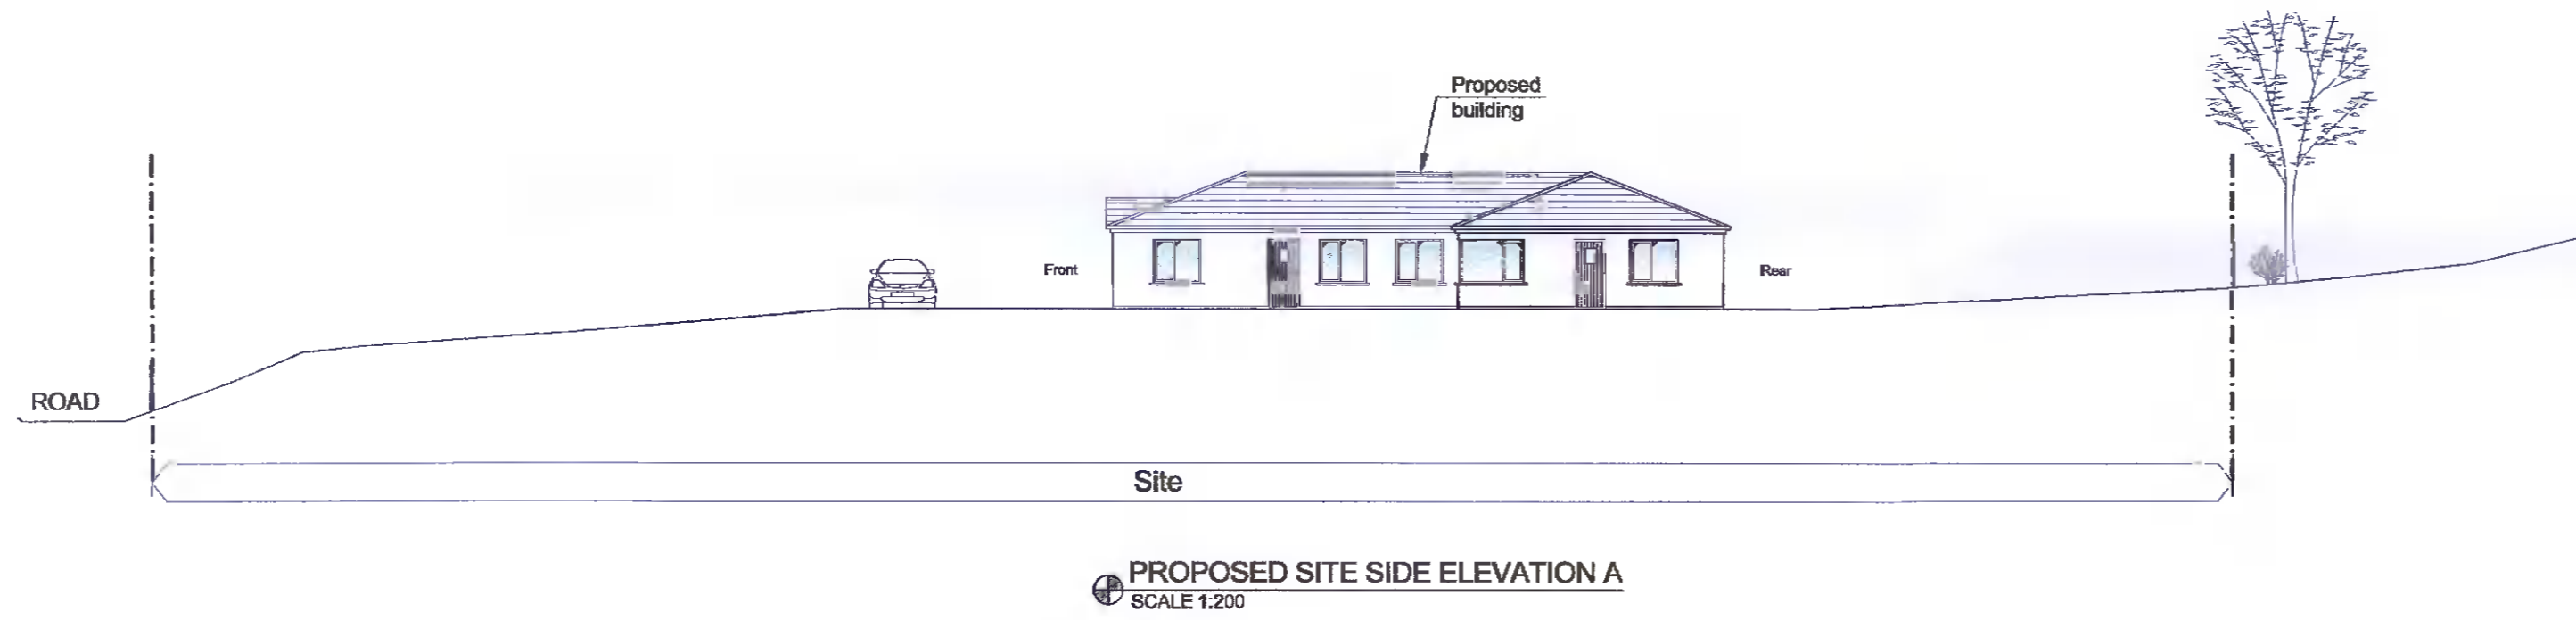 Proposed
building
Front
Rear
ROAD
Site
PROPOSED SITE SIDE ELEVATION A
SCALE 1:200